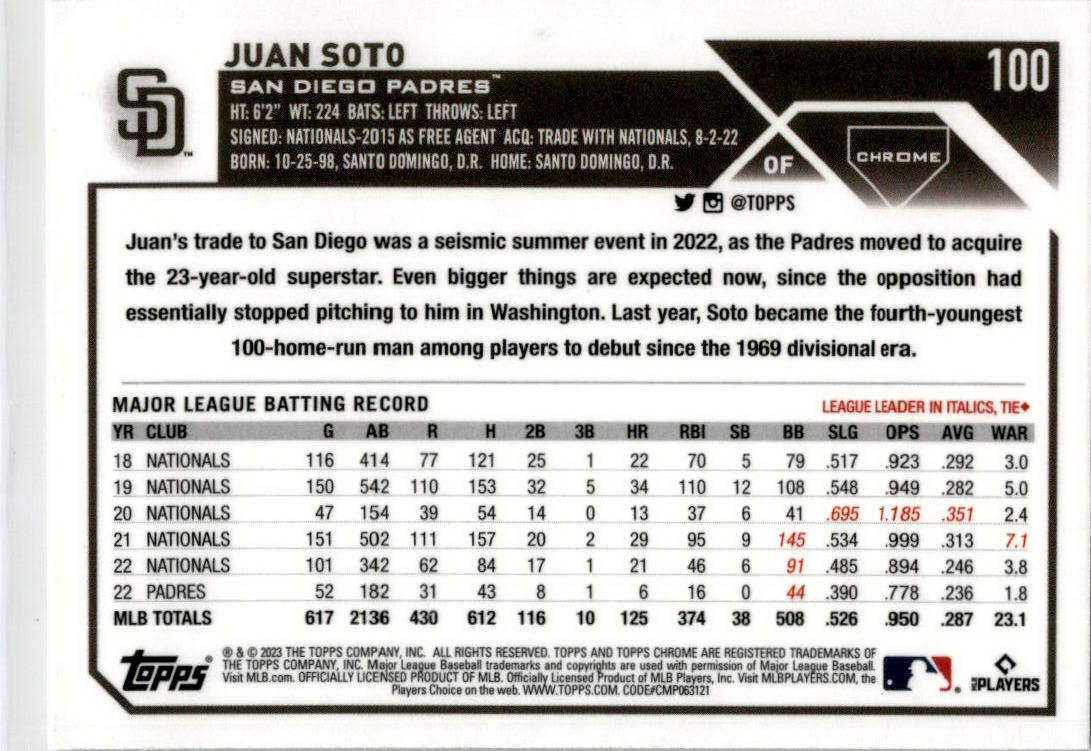 JUAN SOTO
100
SD™
SAN DIEGO PADRES™
HT: 6'2" WT: 224 BATS: LEFT THROWS: LEFT
SIGNED: NATIONALS-2015 AS FREE AGENT ACQ: TRADE WITH NATIONALS, 8-2-22
BORN: 10-25-98, SANTO DOMINGO, D.R. HOME: SANTO DOMINGO, D.R.
OF
CHROME
@TOPPS
Juan's trade to San Diego was a seismic summer event in 2022, as the Padres moved to acquire
the 23-year-old superstar. Even bigger things are expected now, since the opposition had
essentially stopped pitching to him in Washington. Last year, Soto became the fourth-youngest
100-home-run man among players to debut since the 1969 divisional era.
MAJOR LEAGUE BATTING RECORD
LEAGUE LEADER IN ITALICS, TIE♦
YR CLUB G AB R H 2B 3B HR RBI SB BB SLG OPS AVG WAR
18 NATIONALS 116 414 77 121 25 1 22 70 5 79 .517 .923 .292 3.0
19 NATIONALS 150 542 110 153 32 5 34 110 12 108 .548 .949 .282 5.0
20 NATIONALS 47 154 39 54 14 0 13 37 6 41 .695 1.185 .351 2.4
21 NATIONALS 151 502 111 157 20 2 29 95 9 145 .534 .999 .313 7.1
22 NATIONALS 101 342 62 84 17 1 21 46 6 91 .485 .894 .246 3.8
22 PADRES 52 182 31 43 8 1 6 16 0 44 .390 .778 .236 1.8
MLB TOTALS 617 2136 430 612 116 10 125 374 38 508 .526 .950 .287 23.1
topps®
® & © 2023 THE TOPPS COMPANY, INC. ALL RIGHTS RESERVED. TOPPS AND TOPPS CHROME ARE REGISTERED TRADEMARKS OF
THE TOPPS COMPANY, INC. Major League Baseball trademarks and copyrights are used with permission of Major League Baseball.
Visit MLB.com. OFFICIALLY LICENSED PRODUCT OF MLB. Officially Licensed Product of MLB Players, Inc. Visit MLBPLAYERS.COM, the
Players Choice on the web. WWW.TOPPS.COM. CODE#CMP063121
MLB PLAYERS